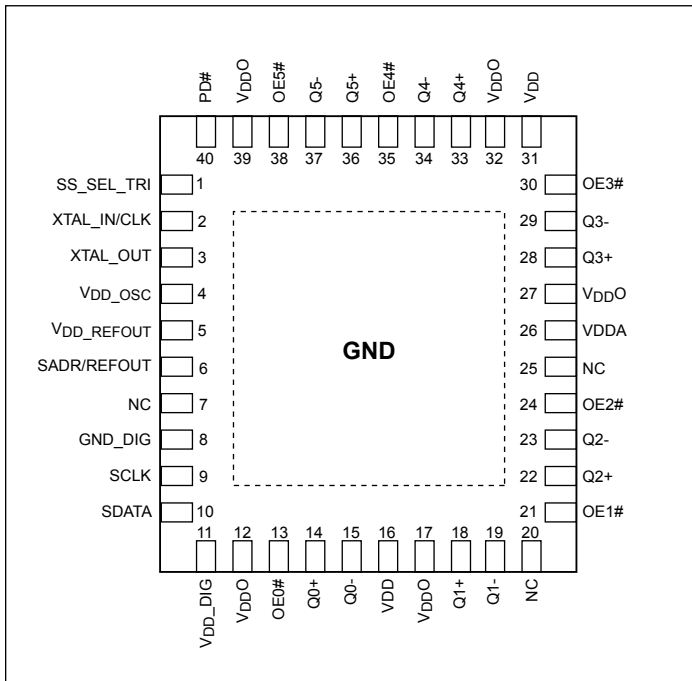 PD#
VDDO
OE5#
Q5-
Q5+
OE4#
Q4-
Q4+
VDDO
VDD
40 39 38 37 36 35 34 33 32 31
SS_SEL_TRI 1
XTAL_IN/CLK 2
XTAL_OUT 3
VDD_OSC 4
VDD_REFOUT 5
SADR/REFOUT 6
NC 7
GND_DIG 8
SCLK 9
SDATA 10
GND
30 OE3#
29 Q3-
28 Q3+
27 VDDO
26 VDDA
25 NC
24 OE2#
23 Q2-
22 Q2+
21 OE1#
11 12 13 14 15 16 17 18 19 20
VDD_DIG
VDDO
OE0#
Q0+
Q0-
VDD
VDDO
Q1+
Q1-
NC